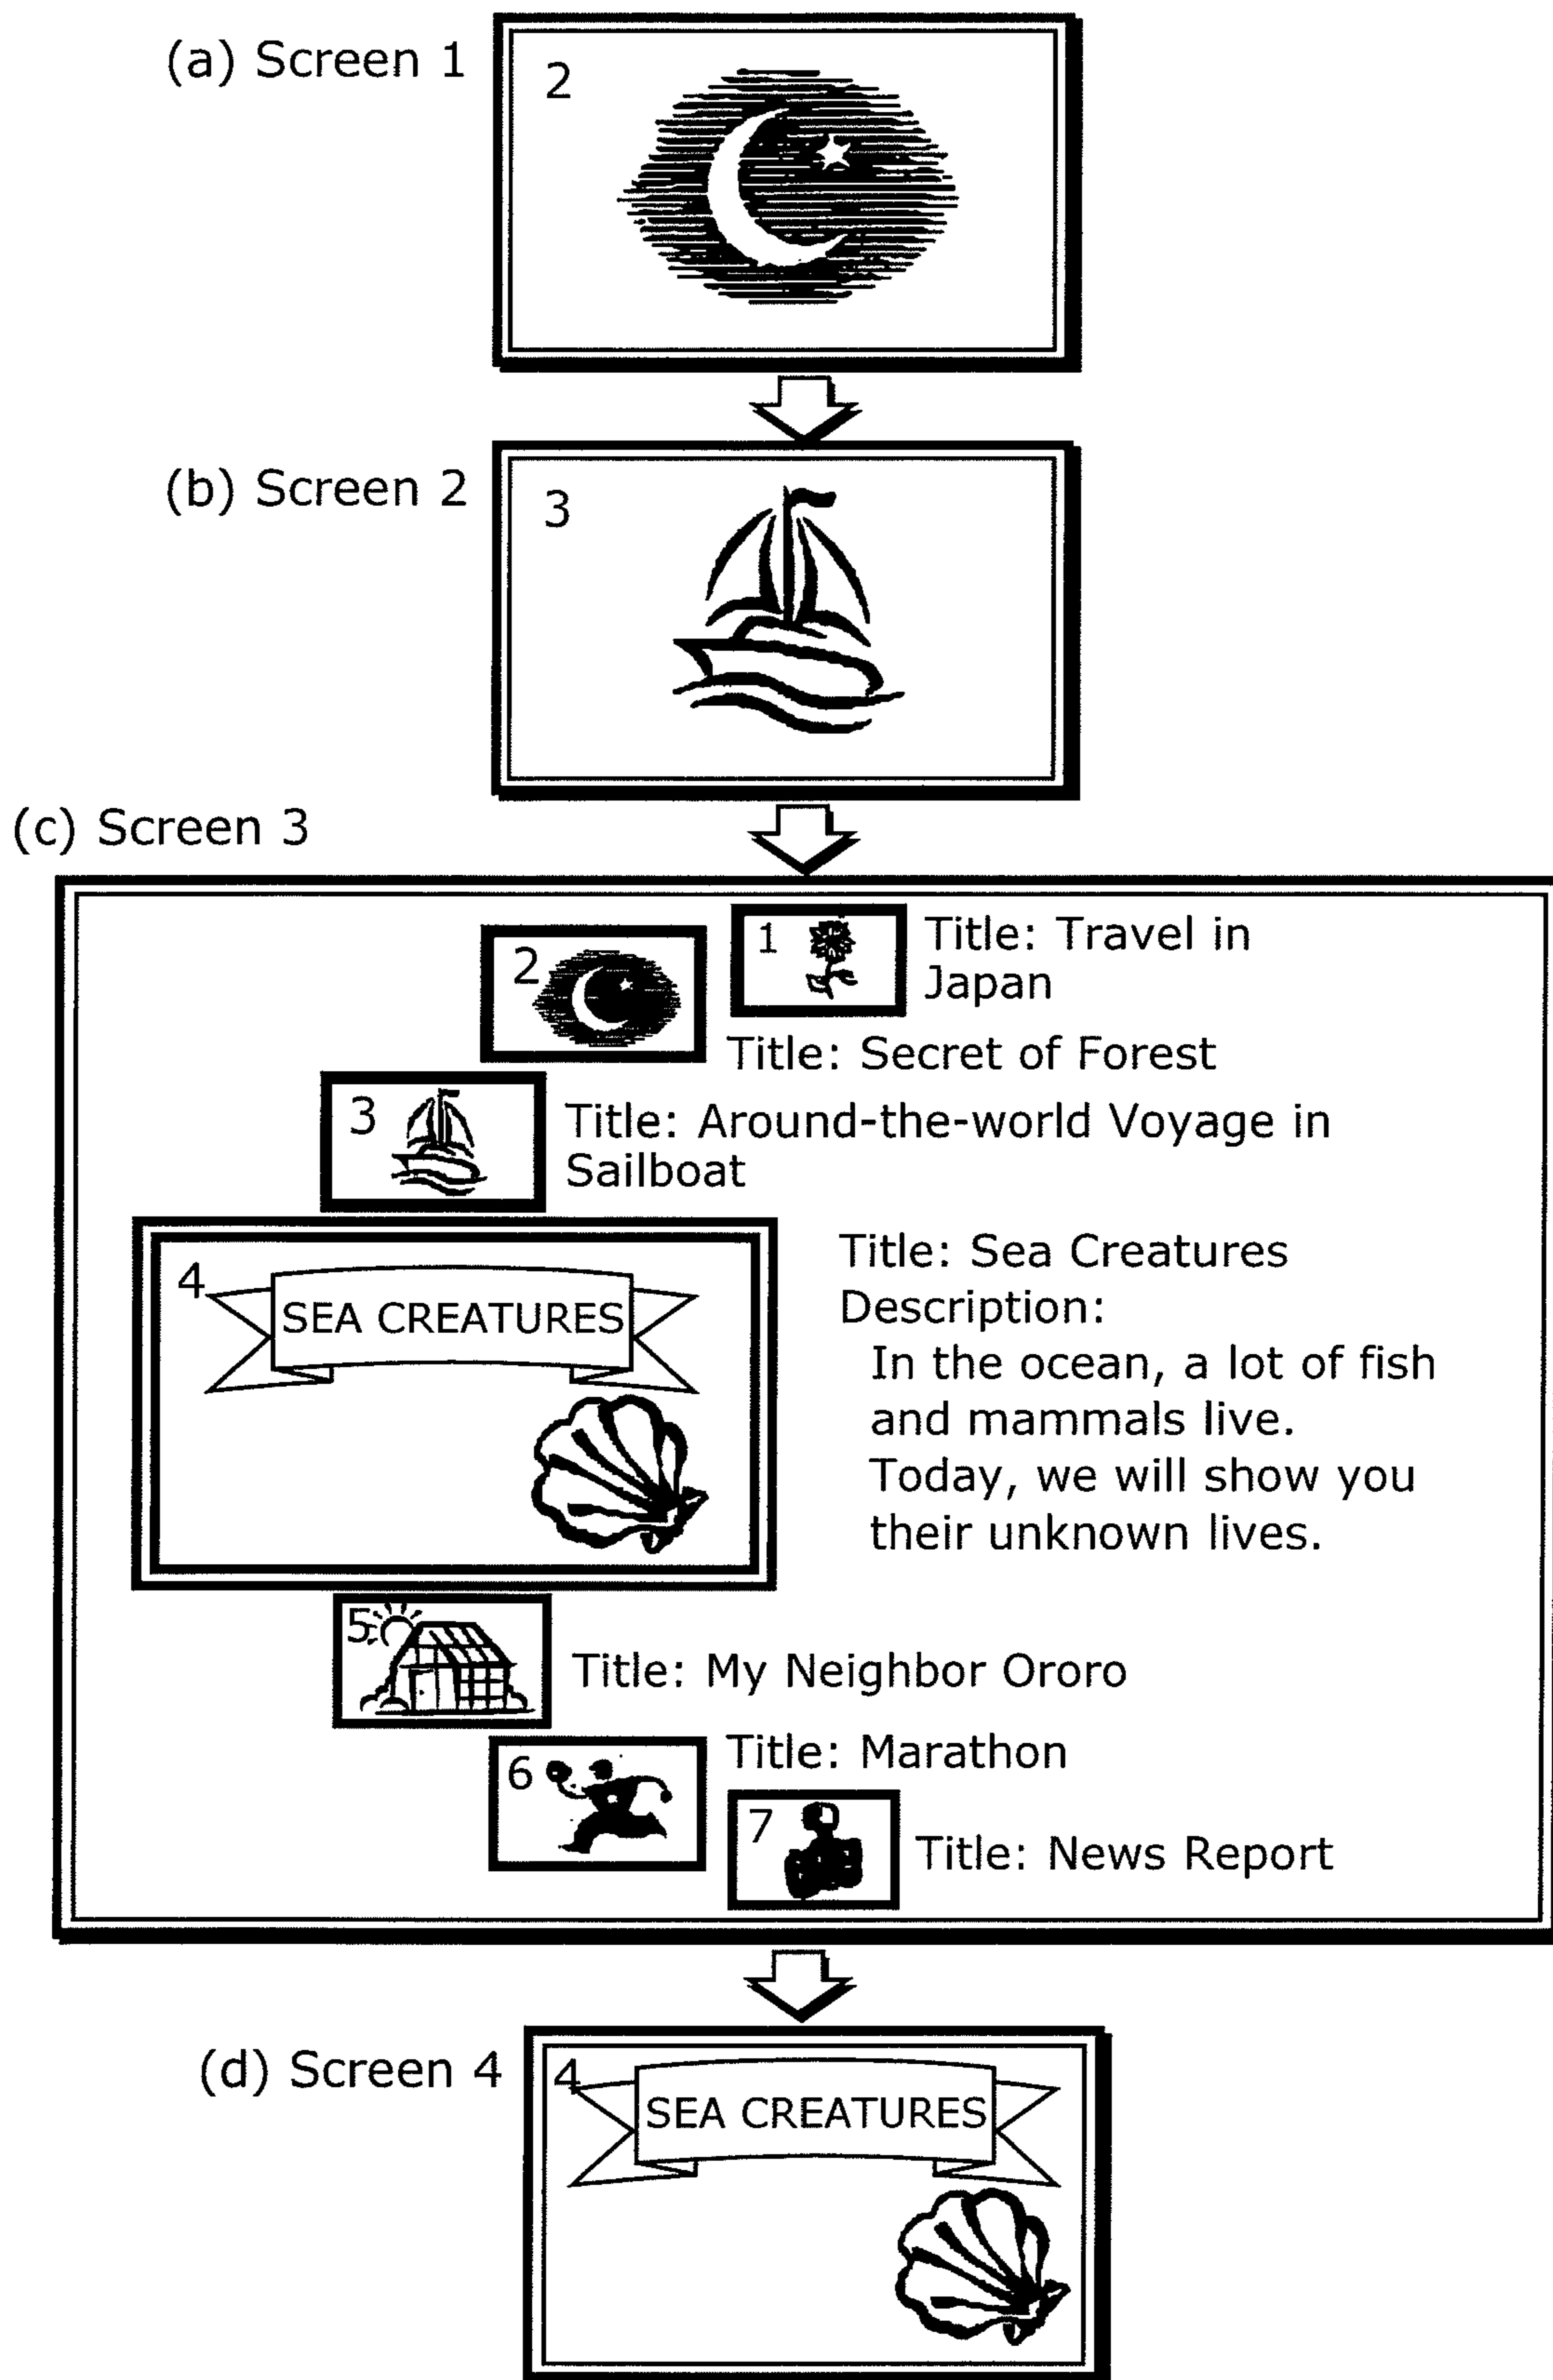 (a) Screen 1
2
(b) Screen 2
3
(c) Screen 3
1
Title: Travel in
Japan
2
Title: Secret of Forest
3
Title: Around-the-world Voyage in
Sailboat
4
SEA CREATURES
Title: Sea Creatures
Description:
In the ocean, a lot of fish
and mammals live.
Today, we will show you
their unknown lives.
5
Title: My Neighbor Ororo
6
Title: Marathon
7
Title: News Report
(d) Screen 4
4
SEA CREATURES